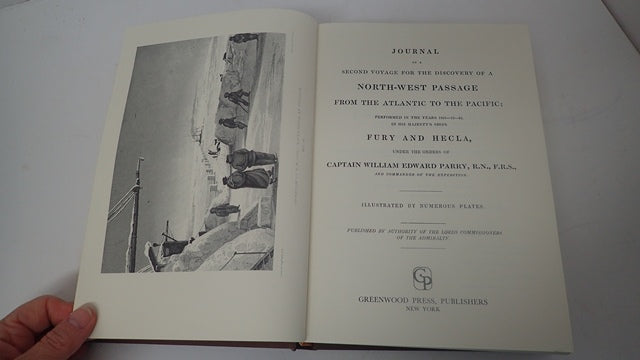 JOURNAL
OF A
SECOND VOYAGE FOR THE DISCOVERY OF A
NORTH-WEST PASSAGE
FROM THE ATLANTIC TO THE PACIFIC:
PERFORMED IN THE YEARS 1821—22—23,
IN HIS MAJESTY'S SHIPS
FURY AND HECLA,
UNDER THE ORDERS OF
CAPTAIN WILLIAM EDWARD PARRY, R.N., F.R.S.,
AND COMMANDER OF THE EXPEDITION.
ILLUSTRATED BY NUMEROUS PLATES.
PUBLISHED BY AUTHORITY OF THE LORDS COMMISSIONERS
OF THE ADMIRALTY.
GP
GREENWOOD PRESS, PUBLISHERS
NEW YORK